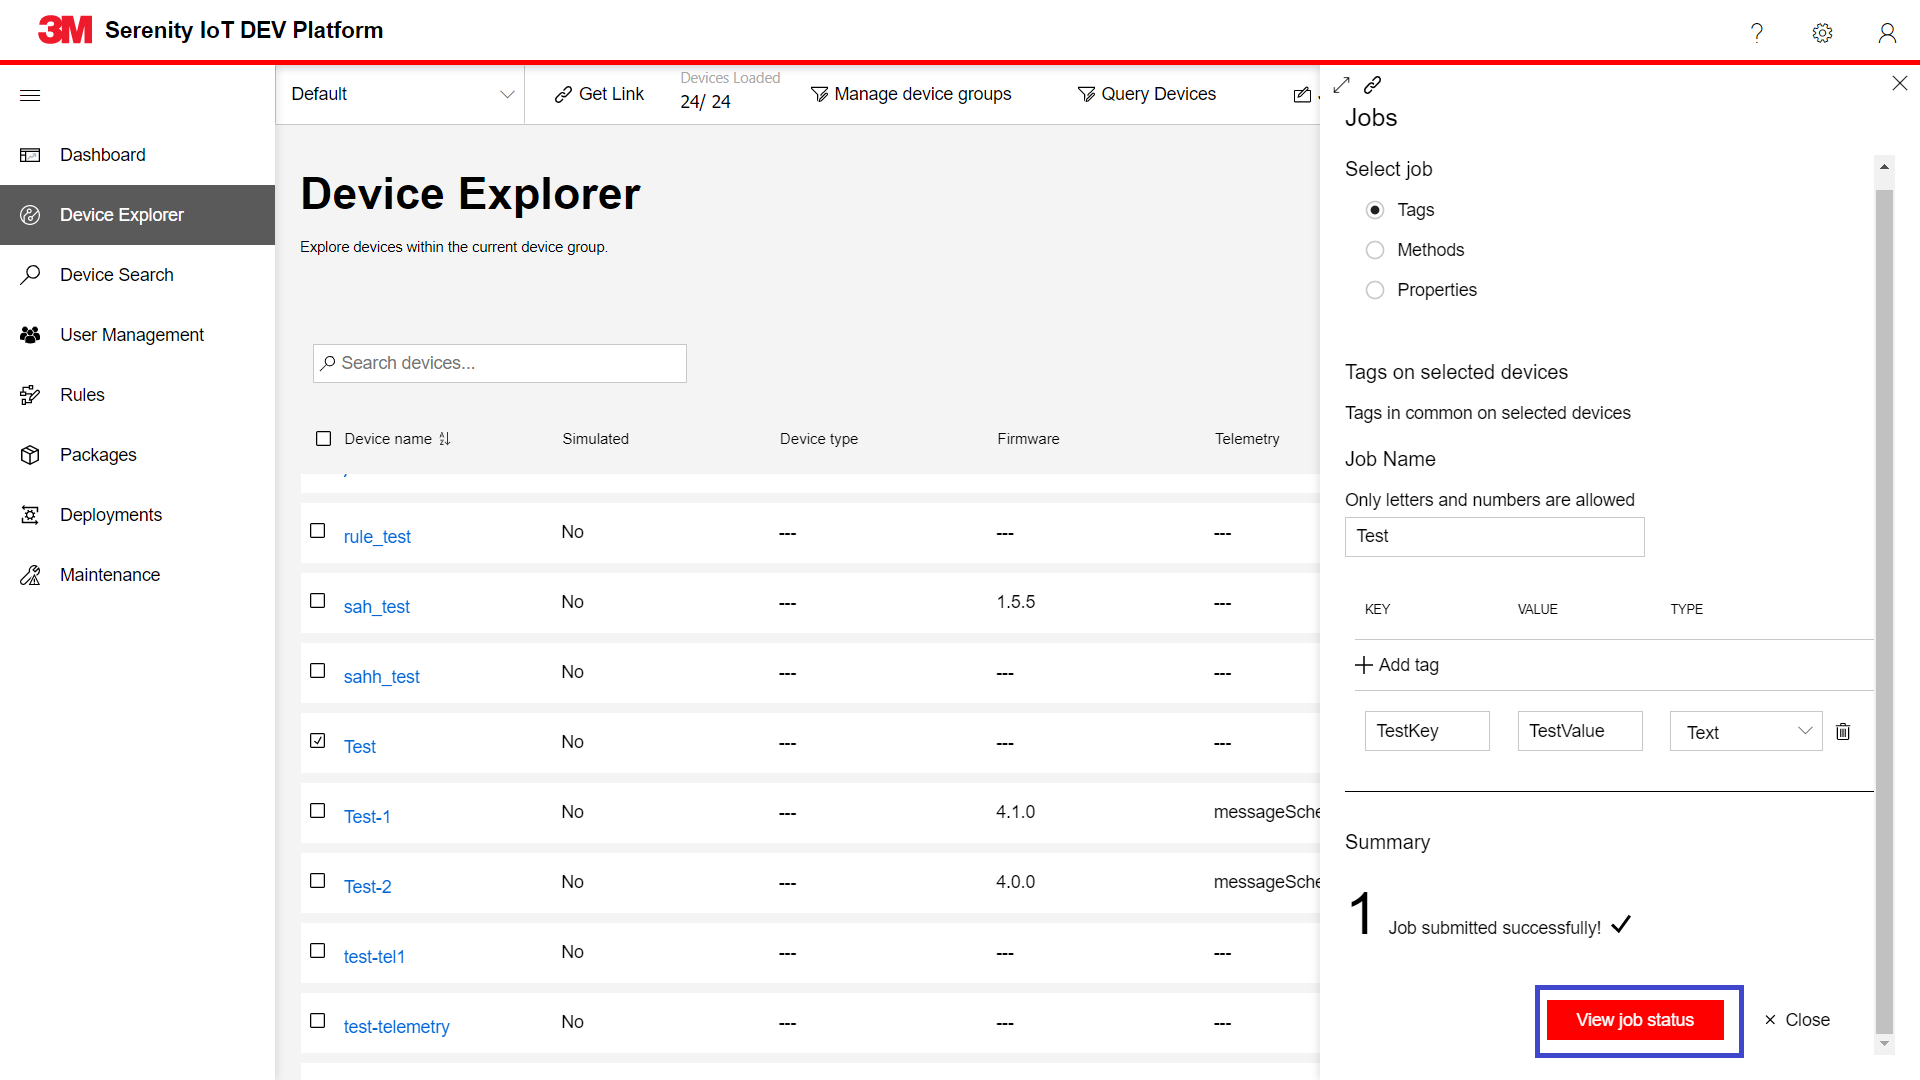 3M Serenity IoT DEV Platform
Default
Get Link
Devices Loaded
24/ 24
Manage device groups
Query Devices
Dashboard
Device Explorer
Device Search
User Management
Rules
Packages
Deployments
Maintenance
Device Explorer
Explore devices within the current device group.
Search devices...
Device name Simulated Device type Firmware Telemetry
rule_test No --- --- ---
sah_test No --- 1.5.5 ---
sahh_test No --- --- ---
Test No --- --- ---
Test-1 No --- 4.1.0 messageSche
Test-2 No --- 4.0.0 messageSche
test-tel1 No --- --- ---
test-telemetry No --- --- ---
Jobs
Select job
Tags
Methods
Properties
Tags on selected devices
Tags in common on selected devices
Job Name
Only letters and numbers are allowed
Test
KEY VALUE TYPE
Add tag
TestKey TestValue Text
Summary
1 Job submitted successfully!
View job status
Close